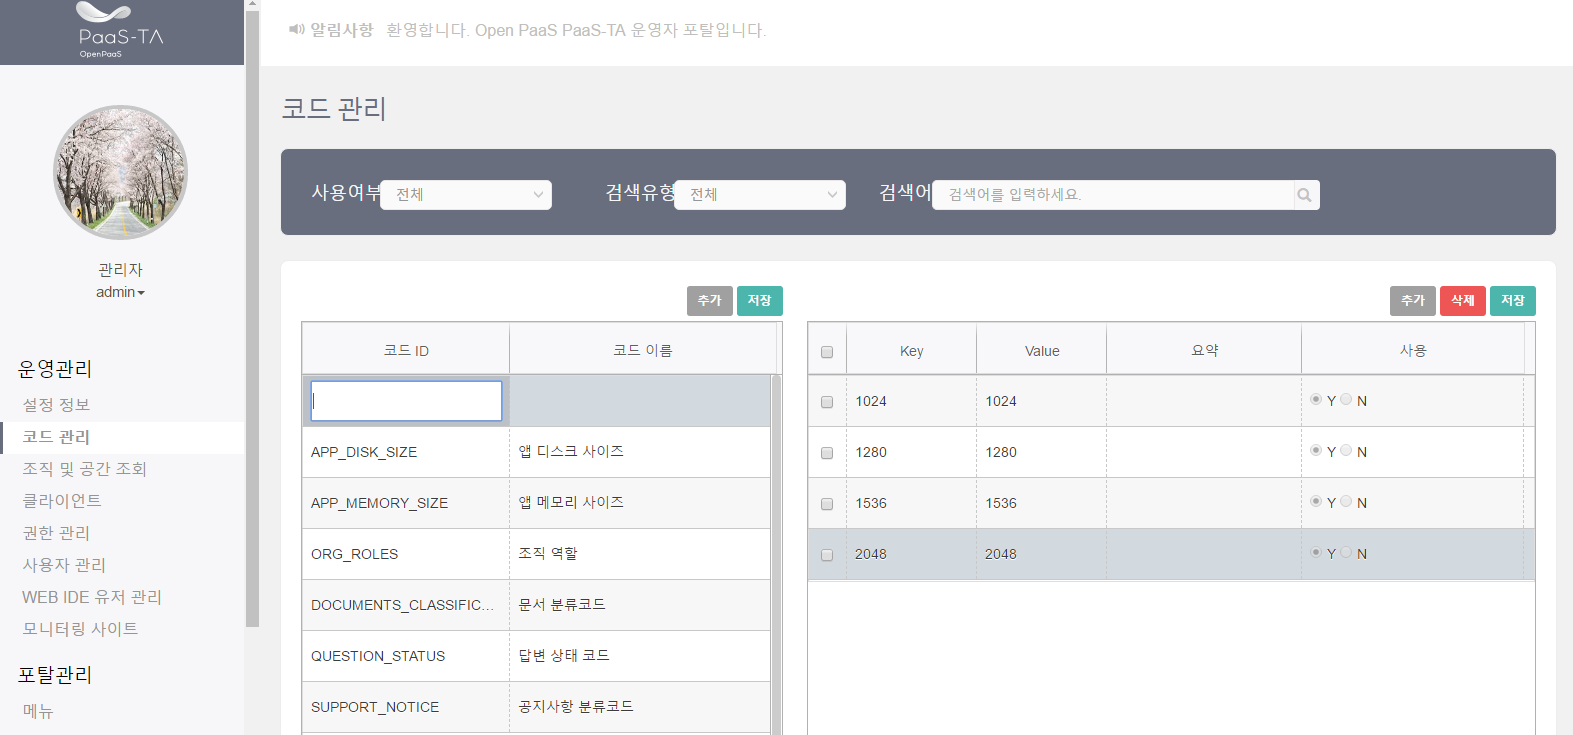 PaaS-TA
OpenPaaS
관리자
admin
운영관리
설정 정보
코드 관리
조직 및 공간 조회
클라이언트
권한 관리
사용자 관리
WEB IDE 유저 관리
모니터링 사이트
포탈관리
메뉴
알림사항 환영합니다. Open PaaS PaaS-TA 운영자 포탈입니다.
코드 관리
사용여부 전체 검색유형 전체 검색어 검색어를 입력하세요.
추가 저장
코드 ID 코드 이름
APP_DISK_SIZE 앱 디스크 사이즈
APP_MEMORY_SIZE 앱 메모리 사이즈
ORG_ROLES 조직 역할
DOCUMENTS_CLASSIFIC... 문서 분류코드
QUESTION_STATUS 답변 상태 코드
SUPPORT_NOTICE 공지사항 분류코드
추가 삭제 저장
Key Value 요약 사용
1024 1024 Y N
1280 1280 Y N
1536 1536 Y N
2048 2048 Y N